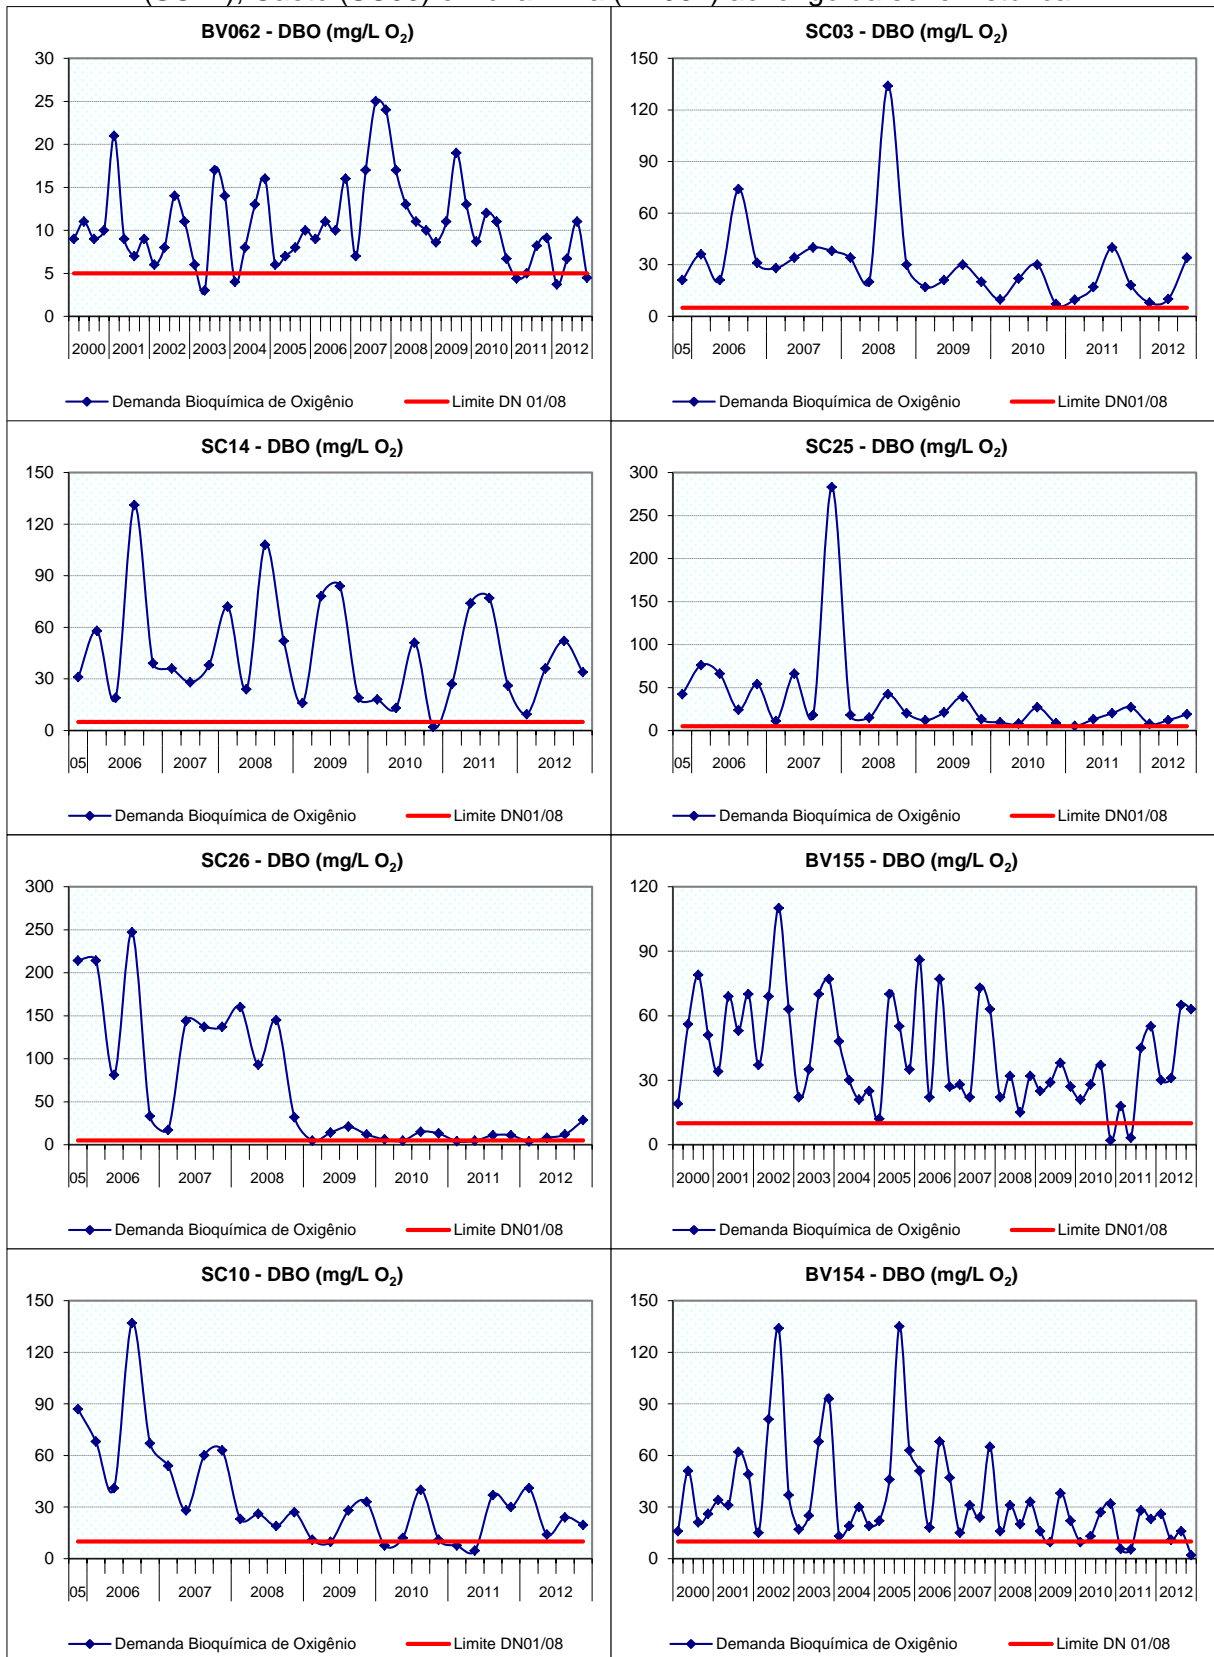 BV062 - DBO (mg/L O₂)
30
25
20
15
10
5
0
2000 2001 2002 2003 2004 2005 2006 2007 2008 2009 2010 2011 2012
Demanda Bioquímica de Oxigênio Limite DN 01/08
SC03 - DBO (mg/L O₂)
150
120
90
60
30
0
05 2006 2007 2008 2009 2010 2011 2012
Demanda Bioquímica de Oxigênio Limite DN01/08
SC14 - DBO (mg/L O₂)
150
120
90
60
30
0
05 2006 2007 2008 2009 2010 2011 2012
Demanda Bioquímica de Oxigênio Limite DN01/08
SC25 - DBO (mg/L O₂)
300
250
200
150
100
50
0
05 2006 2007 2008 2009 2010 2011 2012
Demanda Bioquímica de Oxigênio Limite DN01/08
SC26 - DBO (mg/L O₂)
300
250
200
150
100
50
0
05 2006 2007 2008 2009 2010 2011 2012
Demanda Bioquímica de Oxigênio Limite DN01/08
BV155 - DBO (mg/L O₂)
120
90
60
30
0
2000 2001 2002 2003 2004 2005 2006 2007 2008 2009 2010 2011 2012
Demanda Bioquímica de Oxigênio Limite DN01/08
SC10 - DBO (mg/L O₂)
150
120
90
60
30
0
05 2006 2007 2008 2009 2010 2011 2012
Demanda Bioquímica de Oxigênio Limite DN 01/08
BV154 - DBO (mg/L O₂)
150
120
90
60
30
0
2000 2001 2002 2003 2004 2005 2006 2007 2008 2009 2010 2011 2012
Demanda Bioquímica de Oxigênio Limite DN 01/08